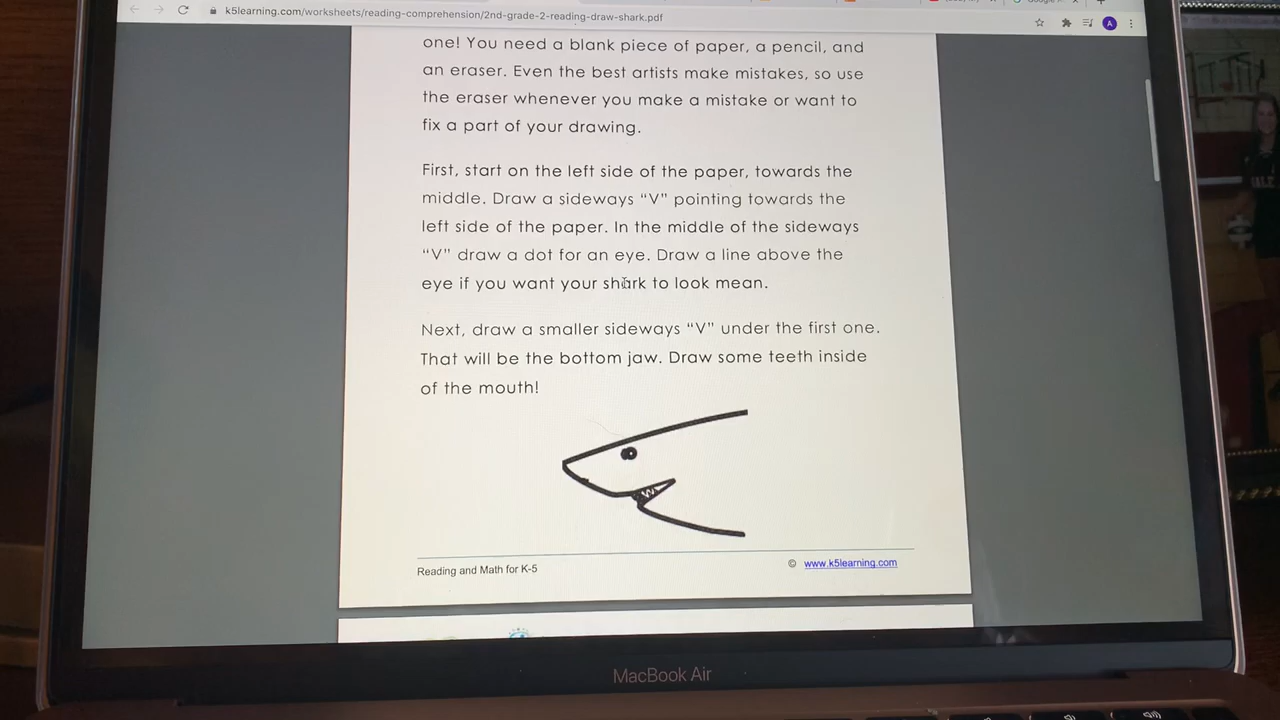 k5learning.com/worksheets/reading-comprehension/2nd-grade-2-reading-draw-shark.pdf
A
one! You need a blank piece of paper, a pencil, and
an eraser. Even the best artists make mistakes, so use
the eraser whenever you make a mistake or want to
fix a part of your drawing.
First, start on the left side of the paper, towards the
middle. Draw a sideways “V” pointing towards the
left side of the paper. In the middle of the sideways
“V” draw a dot for an eye. Draw a line above the
eye if you want your shark to look mean.
Next, draw a smaller sideways “V” under the first one.
That will be the bottom jaw. Draw some teeth inside
of the mouth!
Reading and Math for K-5
© www.k5learning.com
MacBook Air